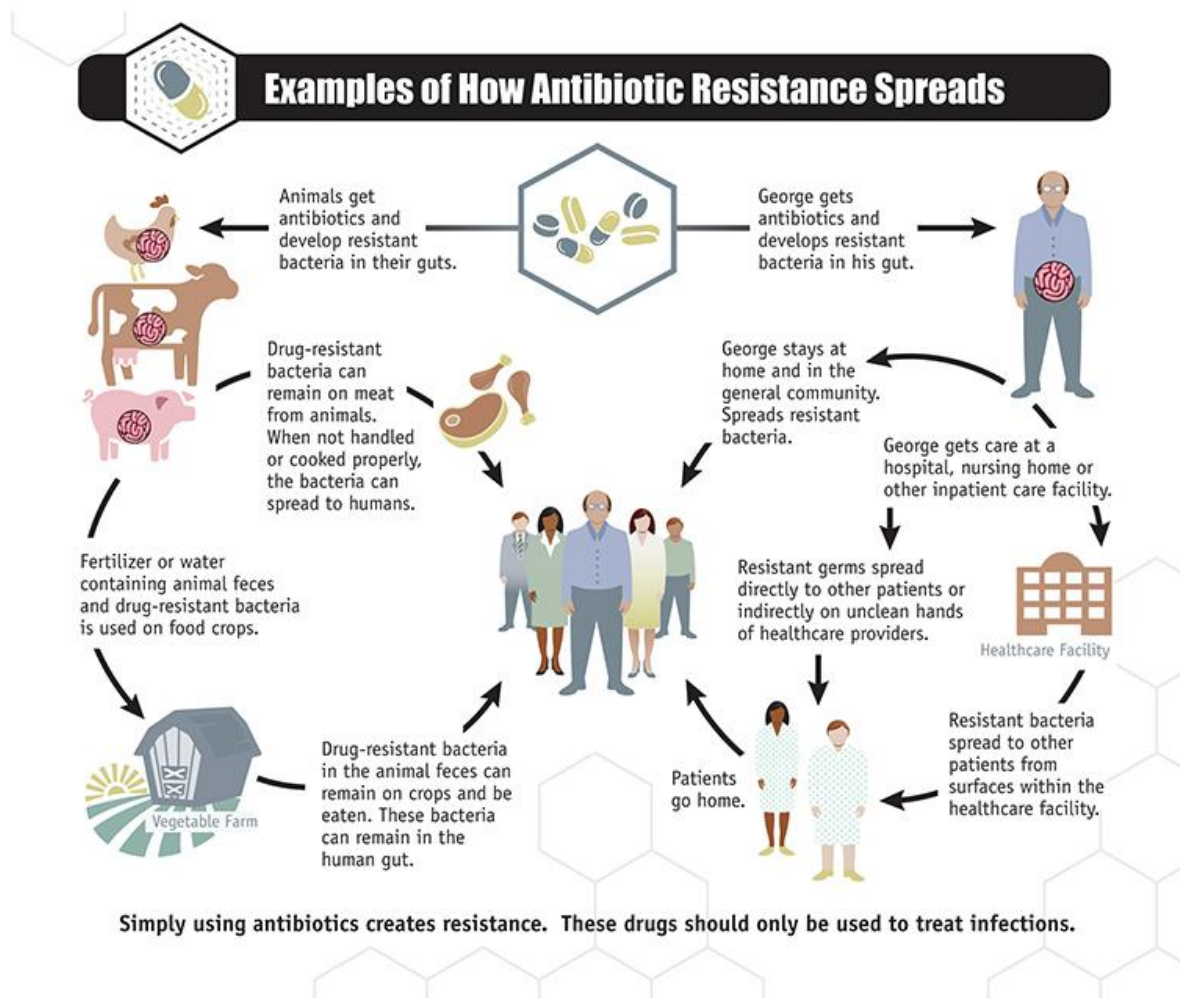 Examples of How Antibiotic Resistance Spreads
Animals get
antibiotics and
develop resistant
bacteria in their guts.
George gets
antibiotics and
develops resistant
bacteria in his gut.
Drug-resistant
bacteria can
remain on meat
from animals.
When not handled
or cooked properly,
the bacteria can
spread to humans.
George stays at
home and in the
general community.
Spreads resistant
bacteria.
George gets care at a
hospital, nursing home or
other inpatient care facility.
Fertilizer or water
containing animal feces
and drug-resistant bacteria
is used on food crops.
Resistant germs spread
directly to other patients or
indirectly on unclean hands
of healthcare providers.
Healthcare Facility
Vegetable Farm
Drug-resistant bacteria
in the animal feces can
remain on crops and be
eaten. These bacteria
can remain in the
human gut.
Patients
go home.
Resistant bacteria
spread to other
patients from
surfaces within the
healthcare facility.
Simply using antibiotics creates resistance. These drugs should only be used to treat infections.